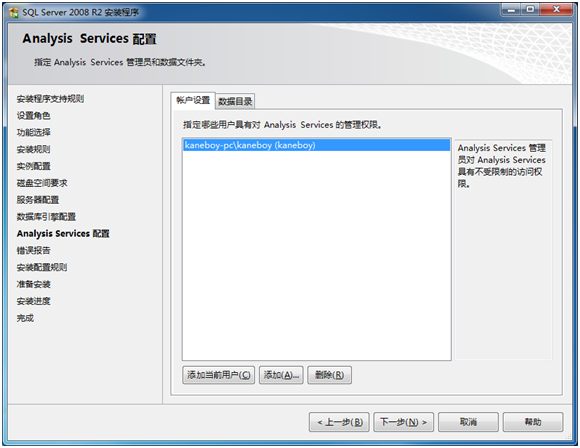 SQL Server 2008 R2 安装程序
Analysis Services 配置
指定 Analysis Services 管理员和数据文件夹。
安装程序支持规则
设置角色
功能选择
安装规则
实例配置
磁盘空间要求
服务器配置
数据库引擎配置
Analysis Services 配置
错误报告
安装配置规则
准备安装
安装进度
完成
帐户设置 数据目录
指定哪些用户具有对 Analysis Services 的管理权限。
kaneboy-pc\kaneboy (kaneboy)
Analysis Services 管理
员对 Analysis Services
具有不受限制的访问权
限。
添加当前用户(C) 添加(A)... 删除(R)
< 上一步(B) 下一步(N) > 取消 帮助